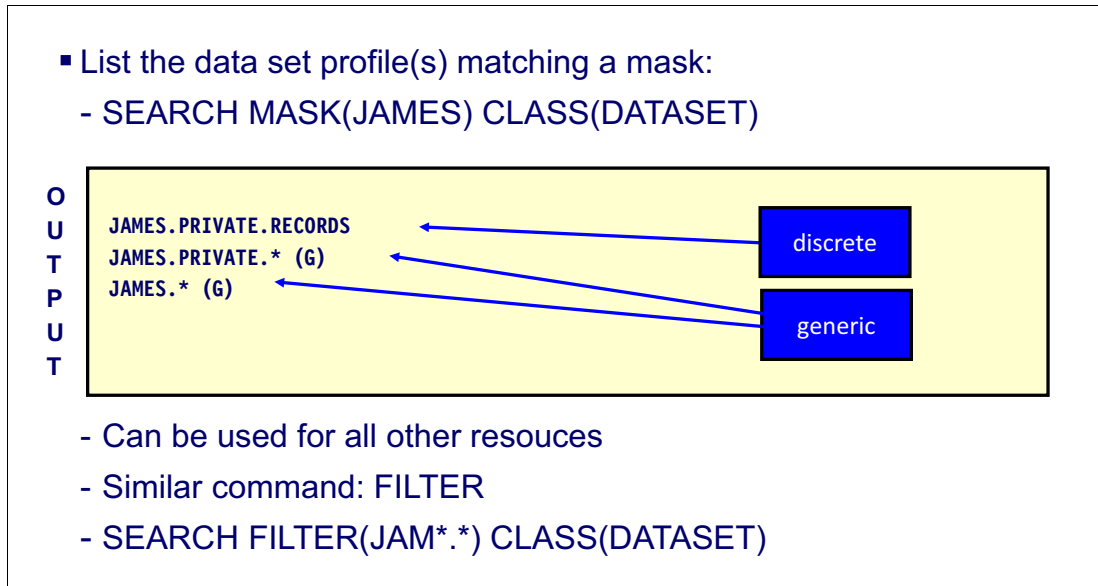 ▪ List the data set profile(s) matching a mask:
- SEARCH MASK(JAMES) CLASS(DATASET)
OUTPUT
JAMES.PRIVATE.RECORDS
JAMES.PRIVATE.* (G)
JAMES.* (G)
discrete
generic
- Can be used for all other resouces
- Similar command: FILTER
- SEARCH FILTER(JAM*.*) CLASS(DATASET)